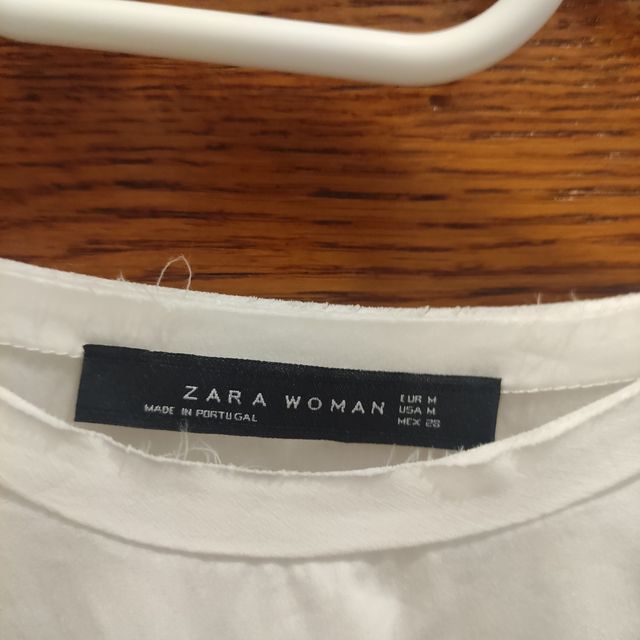 ZARA WOMAN
MADE IN PORTUGAL
EUR M
USA M
MEX 28